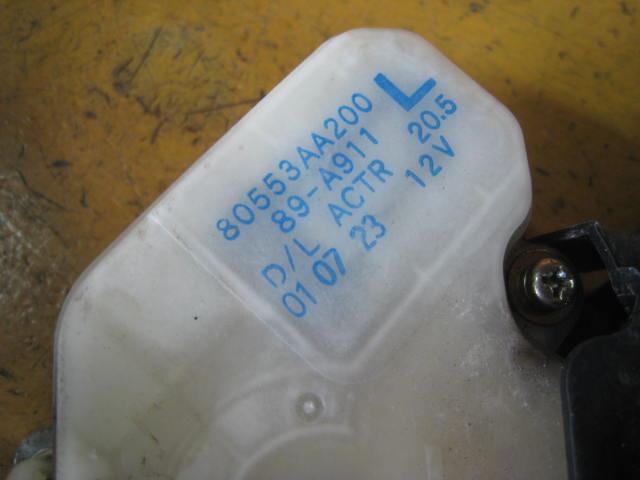 80553AA200 L
89-A911 20.5
D/L ACTR 12V
01 07 23